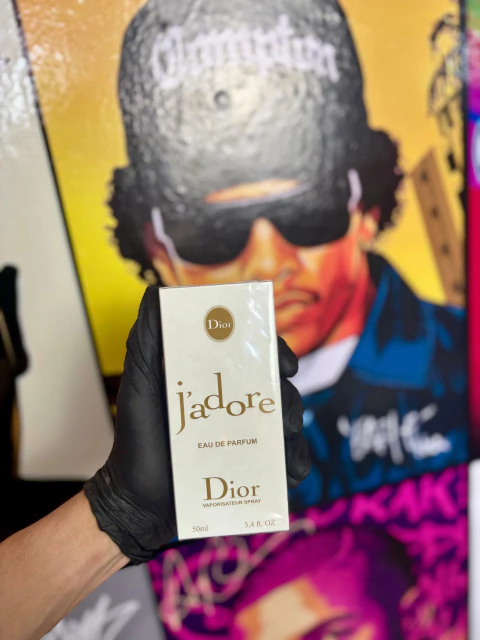 Compton
Dior
j'adore
EAU DE PARFUM
Dior
VAPORISATEUR SPRAY
50ml 3,4 fl. OZ